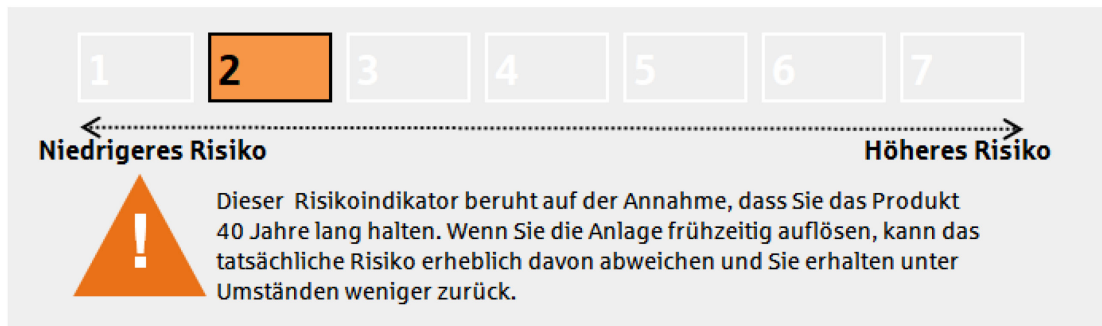 1 2 3 4 5 6 7
Niedrigeres Risiko Höheres Risiko
!
Dieser Risikoindikator beruht auf der Annahme, dass Sie das Produkt
40 Jahre lang halten. Wenn Sie die Anlage frühzeitig auflösen, kann das
tatsächliche Risiko erheblich davon abweichen und Sie erhalten unter
Umständen weniger zurück.